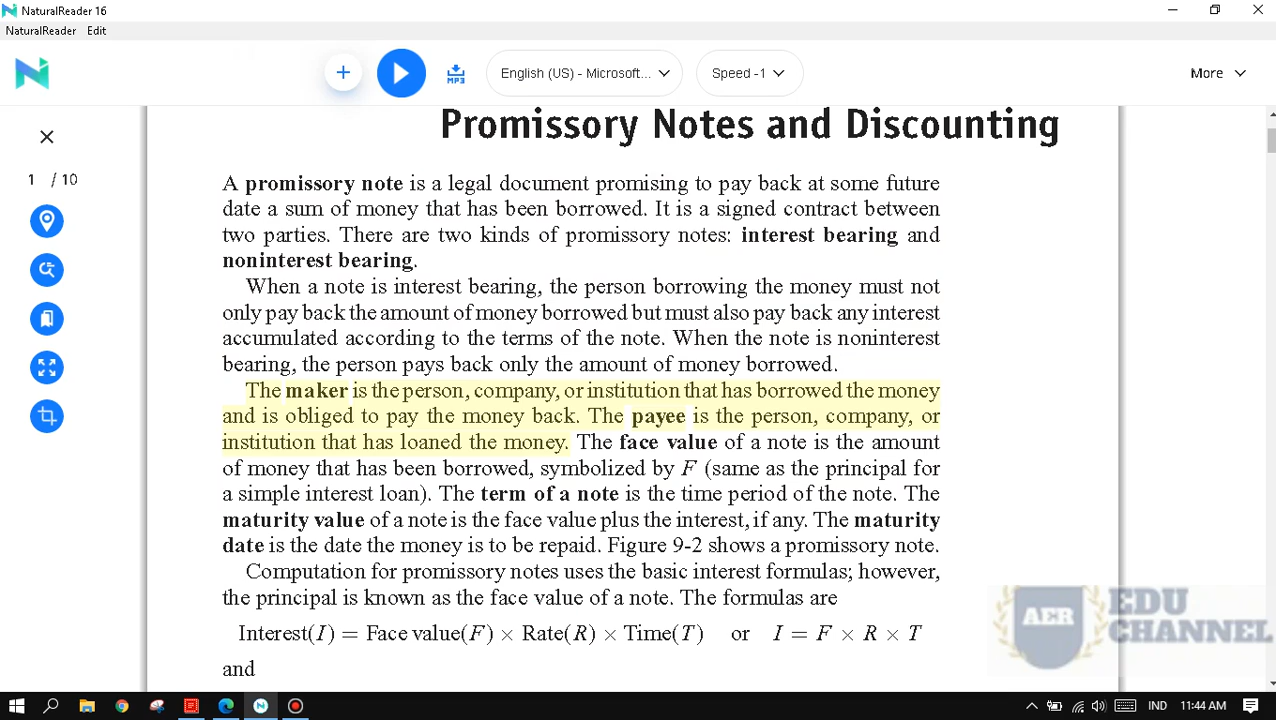 NaturalReader 16
NaturalReader Edit
MP3
English (US) - Microsoft...
Speed -1
More
Promissory Notes and Discounting
1 / 10
A promissory note is a legal document promising to pay back at some future
date a sum of money that has been borrowed. It is a signed contract between
two parties. There are two kinds of promissory notes: interest bearing and
noninterest bearing.
When a note is interest bearing, the person borrowing the money must not
only pay back the amount of money borrowed but must also pay back any interest
accumulated according to the terms of the note. When the note is noninterest
bearing, the person pays back only the amount of money borrowed.
The maker is the person, company, or institution that has borrowed the money
and is obliged to pay the money back. The payee is the person, company, or
institution that has loaned the money. The face value of a note is the amount
of money that has been borrowed, symbolized by F (same as the principal for
a simple interest loan). The term of a note is the time period of the note. The
maturity value of a note is the face value plus the interest, if any. The maturity
date is the date the money is to be repaid. Figure 9-2 shows a promissory note.
Computation for promissory notes uses the basic interest formulas; however,
the principal is known as the face value of a note. The formulas are
Interest(I) = Face value(F) × Rate(R) × Time(T) or I = F × R × T
and
AER
EDU
CHANNEL
IND 11:44 AM